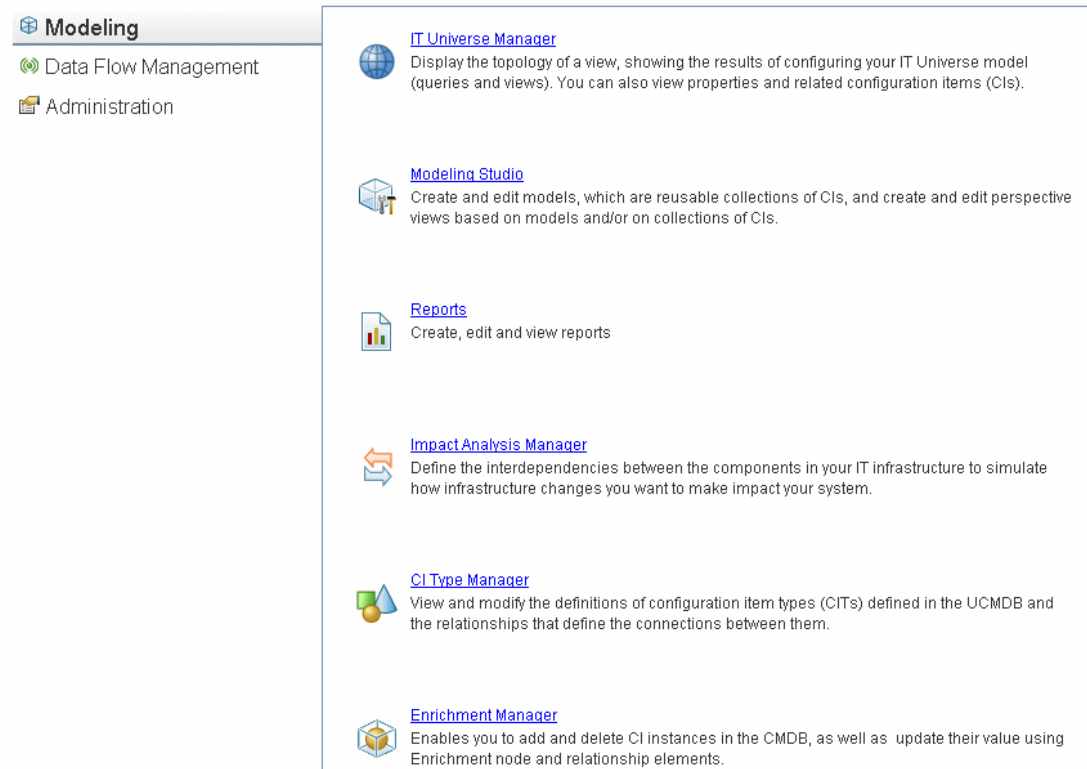 Modeling
Data Flow Management
Administration
IT Universe Manager
Display the topology of a view, showing the results of configuring your IT Universe model
(queries and views). You can also view properties and related configuration items (CIs).
Modeling Studio
Create and edit models, which are reusable collections of CIs, and create and edit perspective
views based on models and/or on collections of CIs.
Reports
Create, edit and view reports
Impact Analysis Manager
Define the interdependencies between the components in your IT infrastructure to simulate
how infrastructure changes you want to make impact your system.
CI Type Manager
View and modify the definitions of configuration item types (CITs) defined in the UCMDB and
the relationships that define the connections between them.
Enrichment Manager
Enables you to add and delete CI instances in the CMDB, as well as  update their value using
Enrichment node and relationship elements.